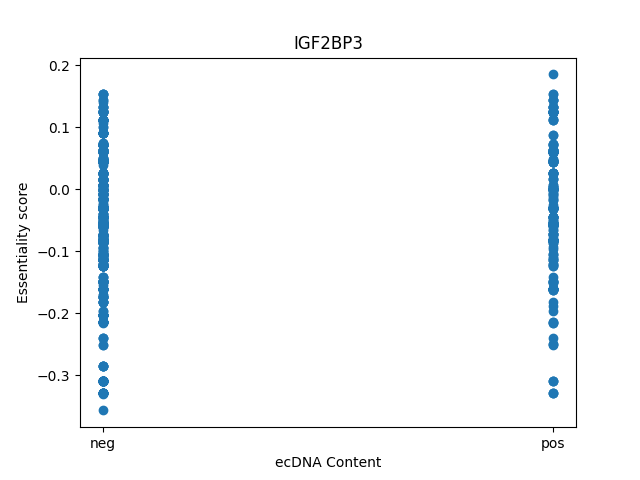 IGF2BP3
0.2
0.1
0.0
−0.1
−0.2
−0.3
Essentiality score
neg
pos
ecDNA Content